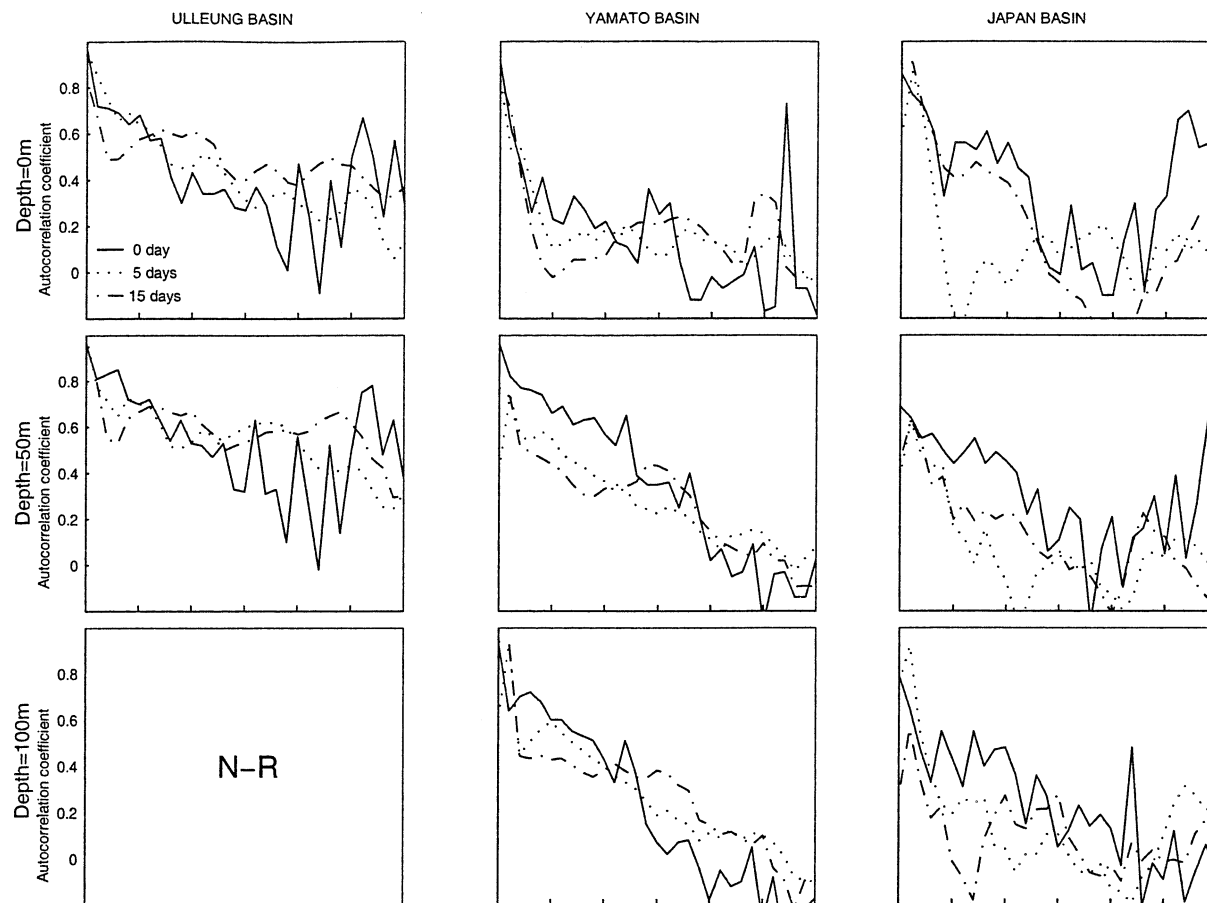 ULLEUNG BASIN
YAMATO BASIN
JAPAN BASIN
Depth=0m
Autocorrelation coefficient
0.8
0.6
0.4
0.2
0
0 day
5 days
15 days
Depth=50m
Autocorrelation coefficient
0.8
0.6
0.4
0.2
0
Depth=100m
Autocorrelation coefficient
0.8
0.6
0.4
0.2
0
N-R